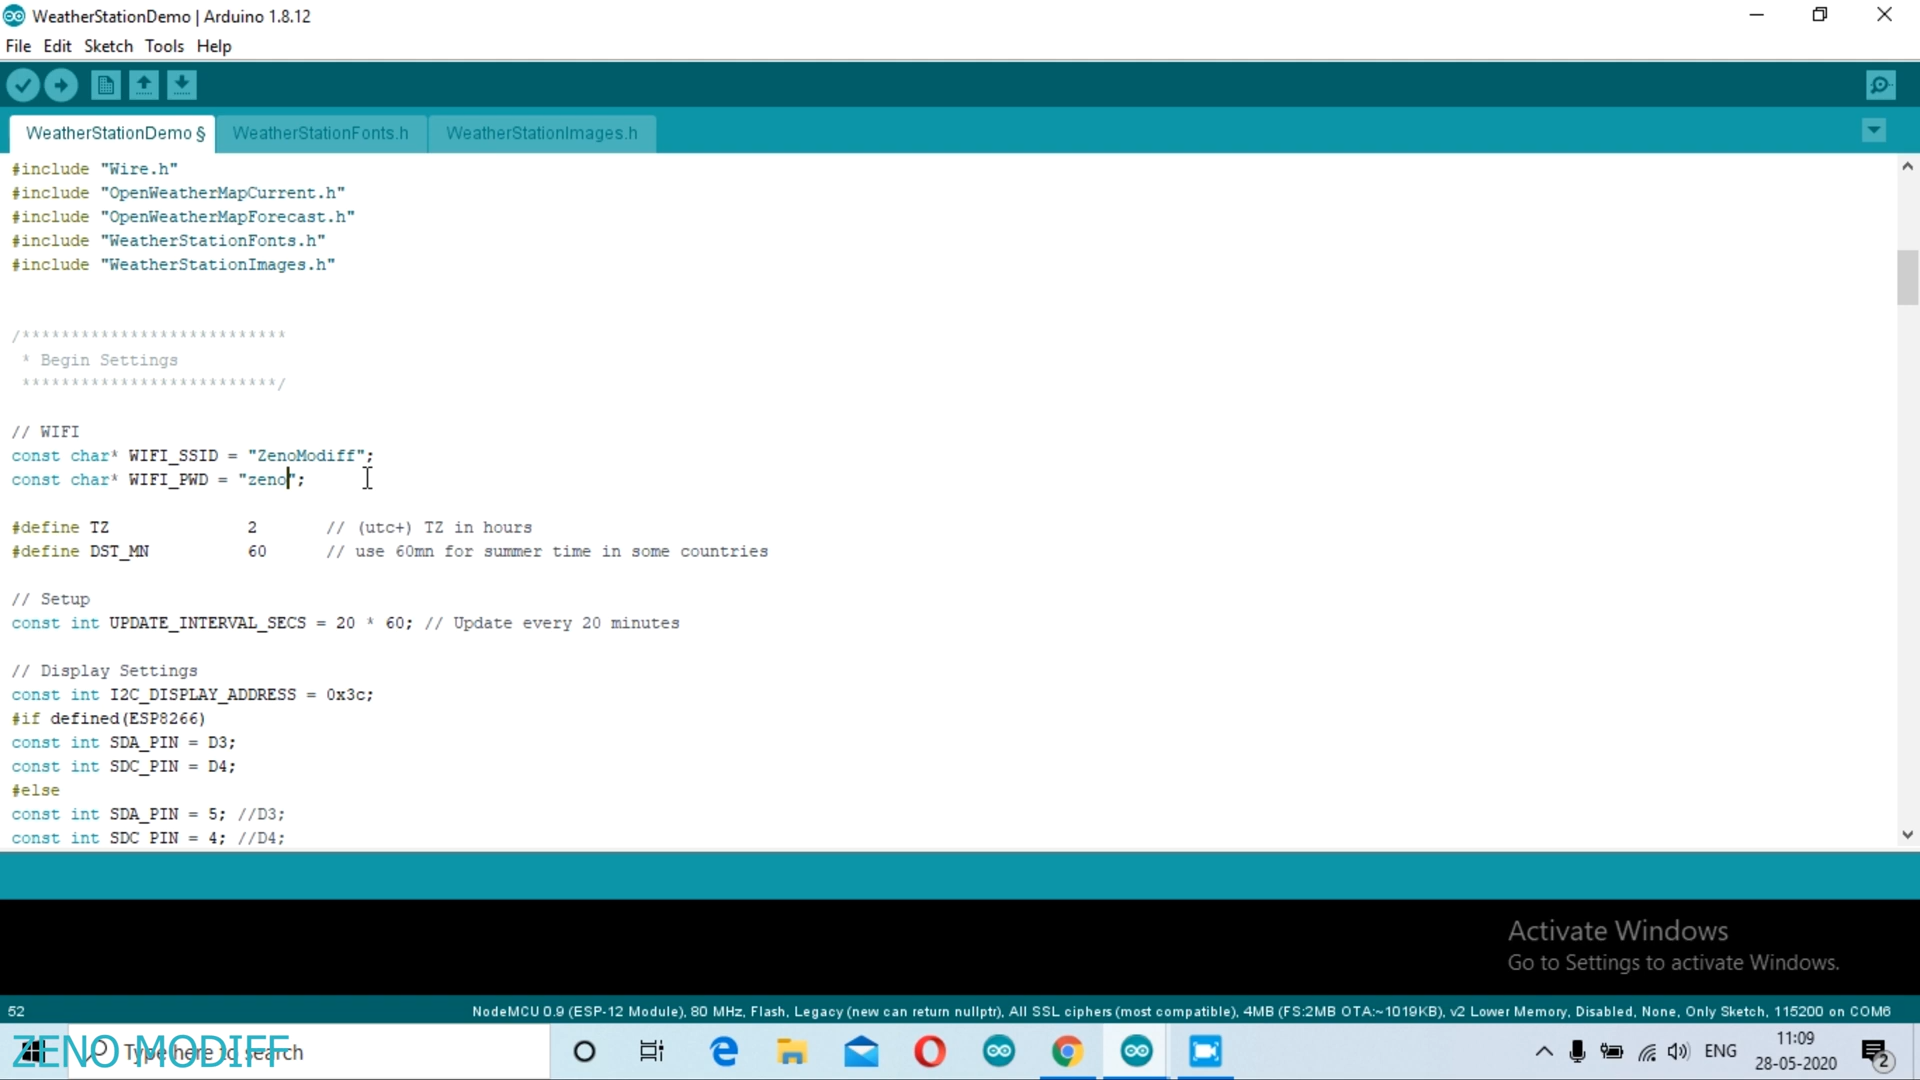 WeatherStationDemo | Arduino 1.8.12
File Edit Sketch Tools Help
WeatherStationDemo § WeatherStationFonts.h WeatherStationImages.h
#include "Wire.h"
#include "OpenWeatherMapCurrent.h"
#include "OpenWeatherMapForecast.h"
#include "WeatherStationFonts.h"
#include "WeatherStationImages.h"
/***************************
* Begin Settings
**************************/
// WIFI
const char* WIFI_SSID = "ZenoModiff";
const char* WIFI_PWD = "zeno";
#define TZ 2 // (utc+) TZ in hours
#define DST_MN 60 // use 60mn for summer time in some countries
// Setup
const int UPDATE_INTERVAL_SECS = 20 * 60; // Update every 20 minutes
// Display Settings
const int I2C_DISPLAY_ADDRESS = 0x3c;
#if defined(ESP8266)
const int SDA_PIN = D3;
const int SDC_PIN = D4;
#else
const int SDA_PIN = 5; //D3;
const int SDC_PIN = 4; //D4;
Activate Windows
Go to Settings to activate Windows.
52 NodeMCU 0.9 (ESP-12 Module), 80 MHz, Flash, Legacy (new can return nullptr), All SSL ciphers (most compatible), 4MB (FS:2MB OTA:~1019KB), v2 Lower Memory, Disabled, None, Only Sketch, 115200 on COM6
ZENO MODIFF
Type here to search
ENG
11:09
28-05-2020
2